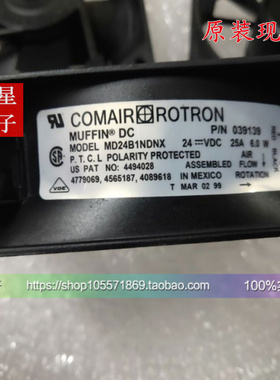 原装现
星
子
COMAIR ROTRON
MUFFIN® DC
P/N 039139
MODEL MD24B1NDNX
24 ⎓VDC .25A 6.0 W
P. T. C. L POLARITY PROTECTED
AIR
US PAT NO: 4494028
ASSEMBLED
FLOW
4779069, 4565187, 4089618
IN MEXICO
ROTATION
VDE
T MAR 02 99
https://shop105571869.taobao.com
100%